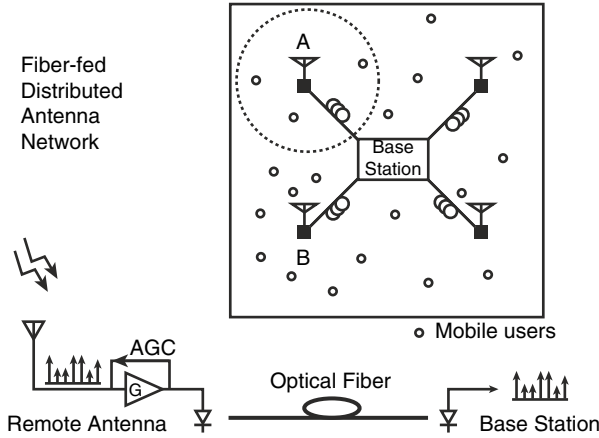 Fiber-fed
Distributed
Antenna
Network
A
Base
Station
B
Mobile users
AGC
G
Optical Fiber
Remote Antenna
Base Station